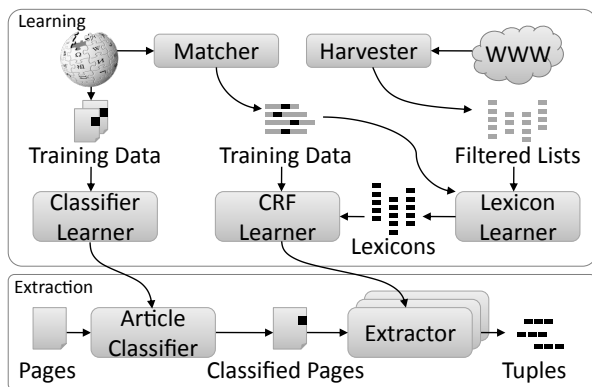 Learning
Matcher
Harvester
WWW
Training Data
Training Data
Filtered Lists
Classifier
Learner
CRF
Learner
Lexicons
Lexicon
Learner
Extraction
Pages
Article
Classifier
Classified Pages
Extractor
Tuples